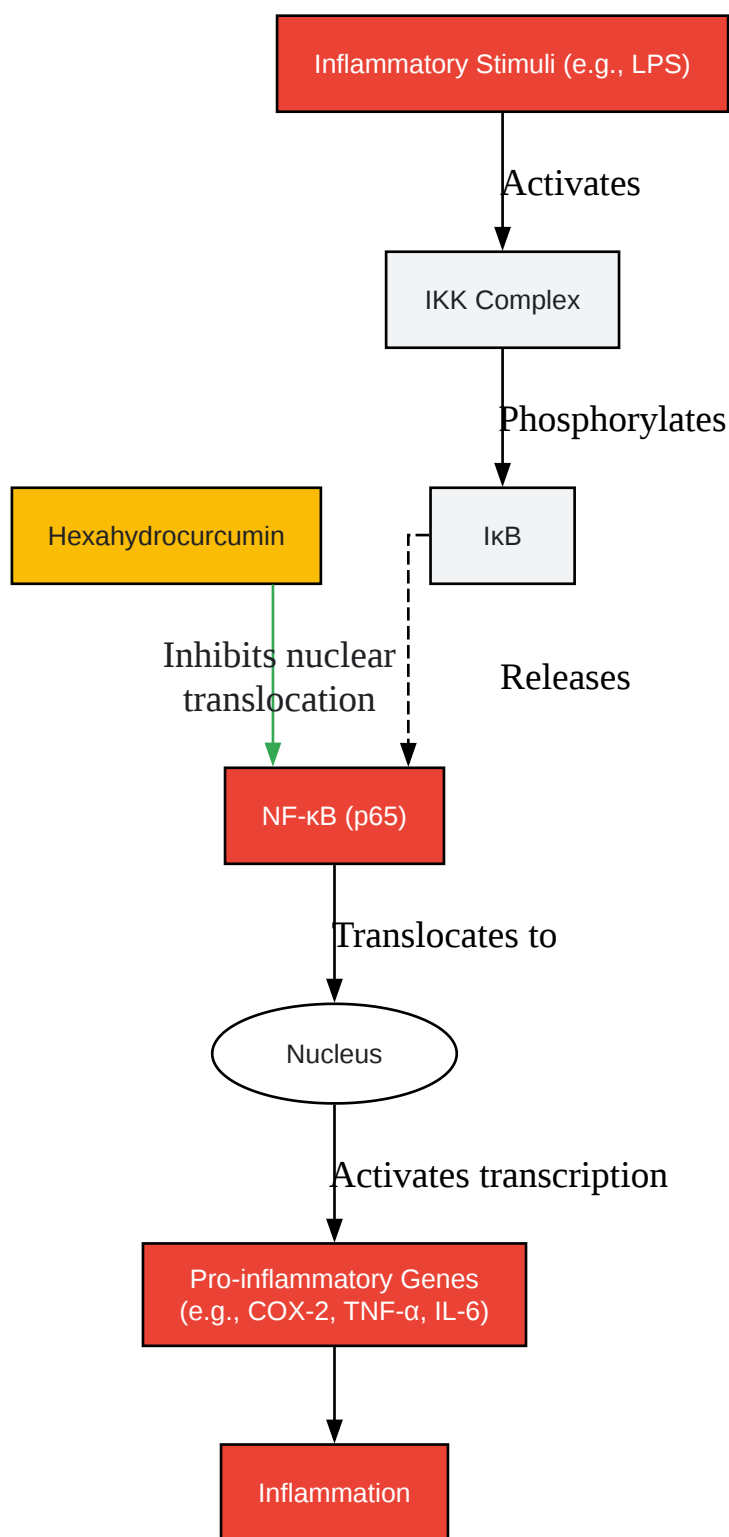 Inflammatory Stimuli (e.g., LPS)
Activates
IKK Complex
Phosphorylates
Hexahydrocurcumin
IκB
Inhibits nuclear
translocation
Releases
NF-κB (p65)
Translocates to
Nucleus
Activates transcription
Pro-inflammatory Genes
(e.g., COX-2, TNF-α, IL-6)
Inflammation